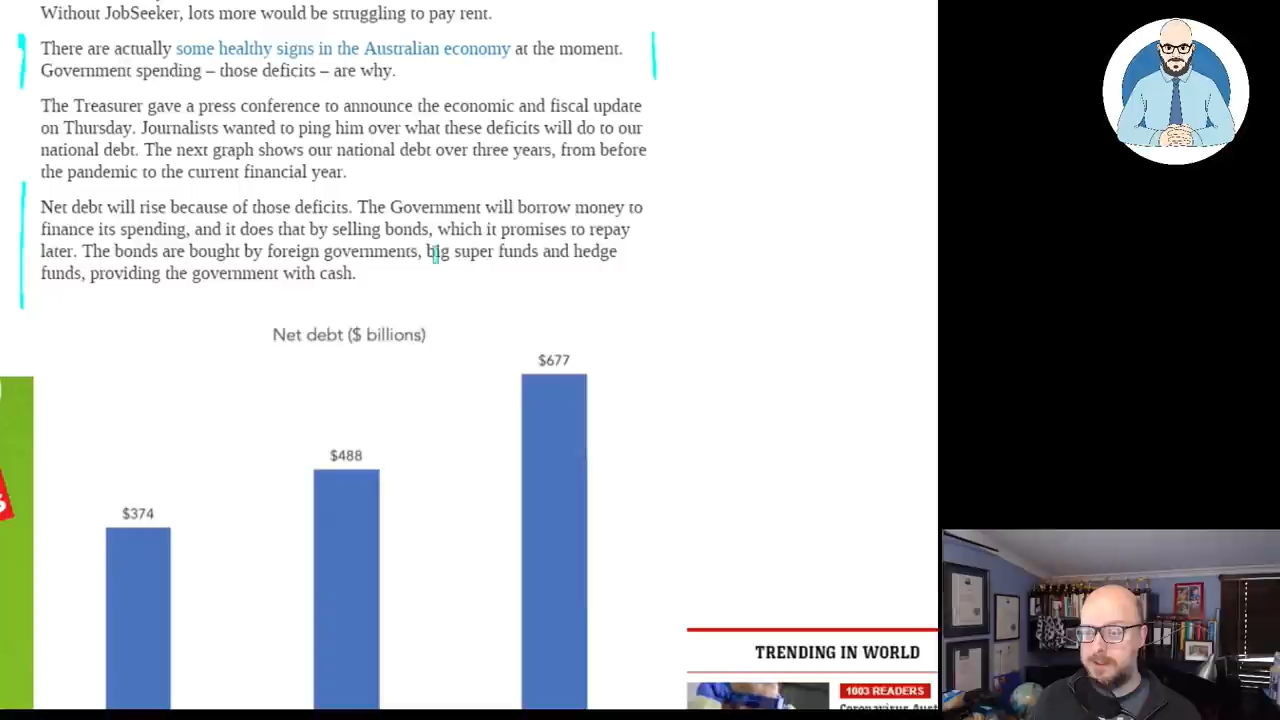 Without JobSeeker, lots more would be struggling to pay rent.
There are actually some healthy signs in the Australian economy at the moment.
Government spending – those deficits – are why.
The Treasurer gave a press conference to announce the economic and fiscal update
on Thursday. Journalists wanted to ping him over what these deficits will do to our
national debt. The next graph shows our national debt over three years, from before
the pandemic to the current financial year.
Net debt will rise because of those deficits. The Government will borrow money to
finance its spending, and it does that by selling bonds, which it promises to repay
later. The bonds are bought by foreign governments, big super funds and hedge
funds, providing the government with cash.
Net debt ($ billions)
$677
$488
$374
TRENDING IN WORLD
1003 READERS